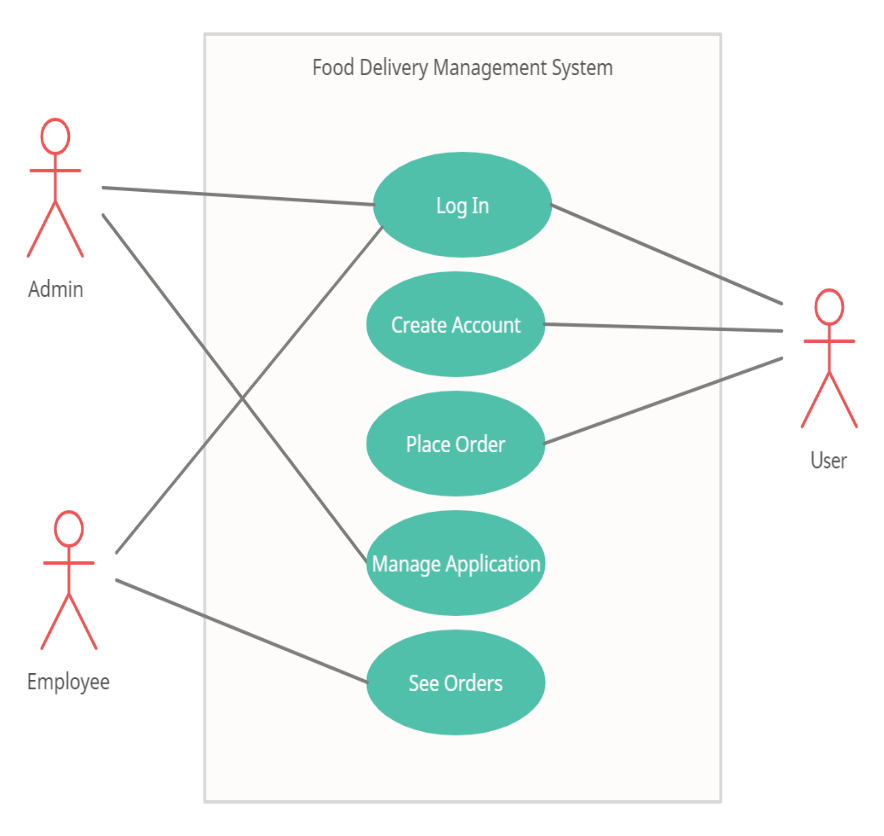 Food Delivery Management System
Log In
Admin
Create Account
Place Order
User
Manage Application
Employee
See Orders